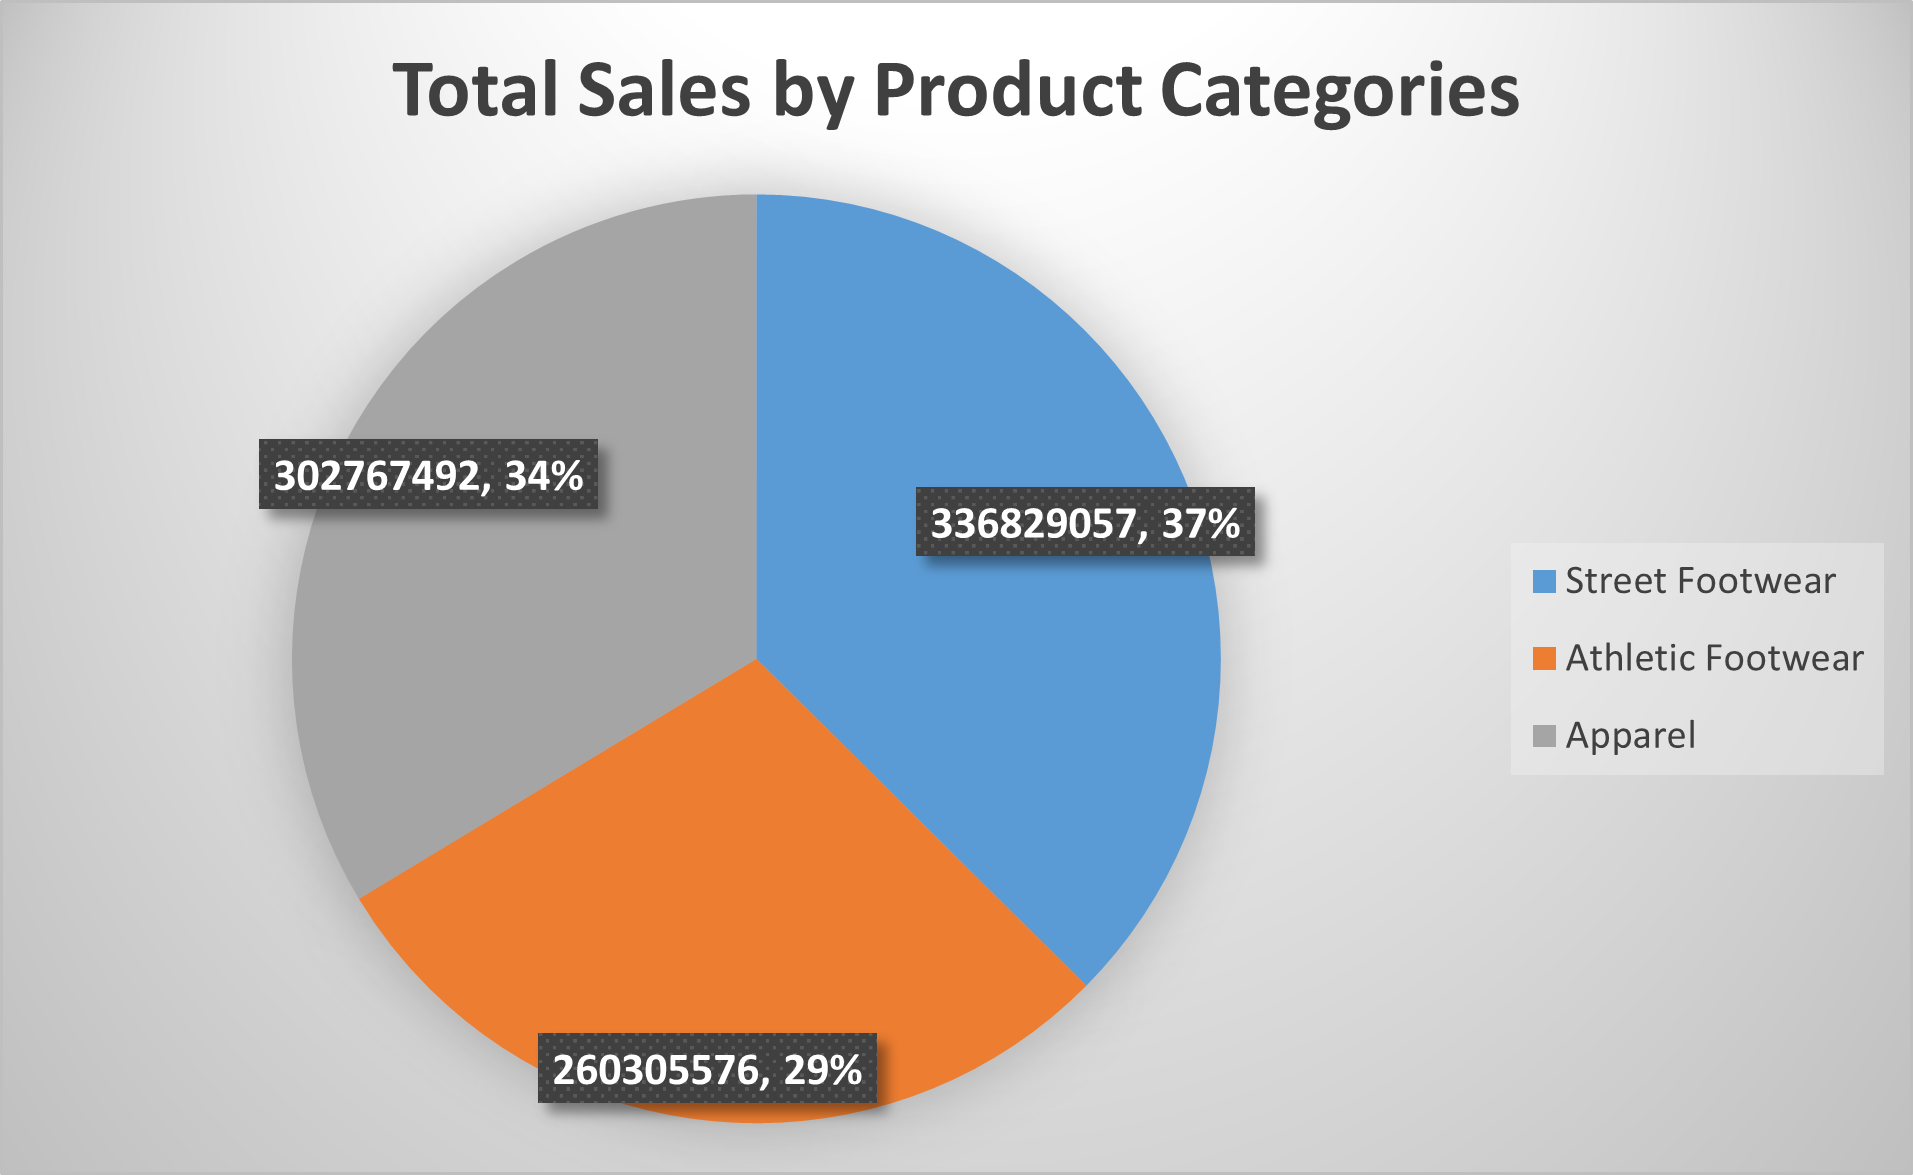 Total Sales by Product Categories
302767492, 34%
336829057, 37%
260305576, 29%
Street Footwear
Athletic Footwear
Apparel